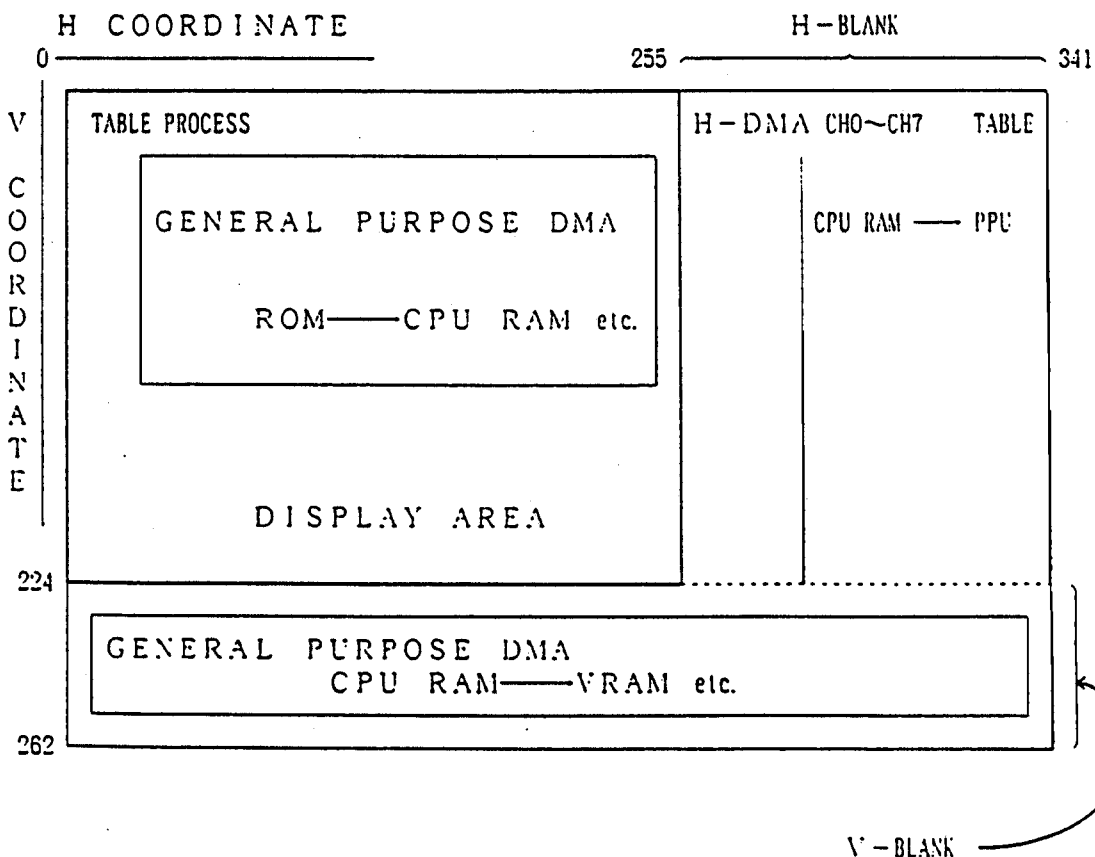 H COORDINATE
H-BLANK
0
255
341
V COORDINATE
TABLE PROCESS
H-DMA CH0~CH7 TABLE
GENERAL PURPOSE DMA
CPU RAM — PPU
ROM——CPU RAM etc.
DISPLAY AREA
224
GENERAL PURPOSE DMA
CPU RAM——VRAM etc.
262
V-BLANK